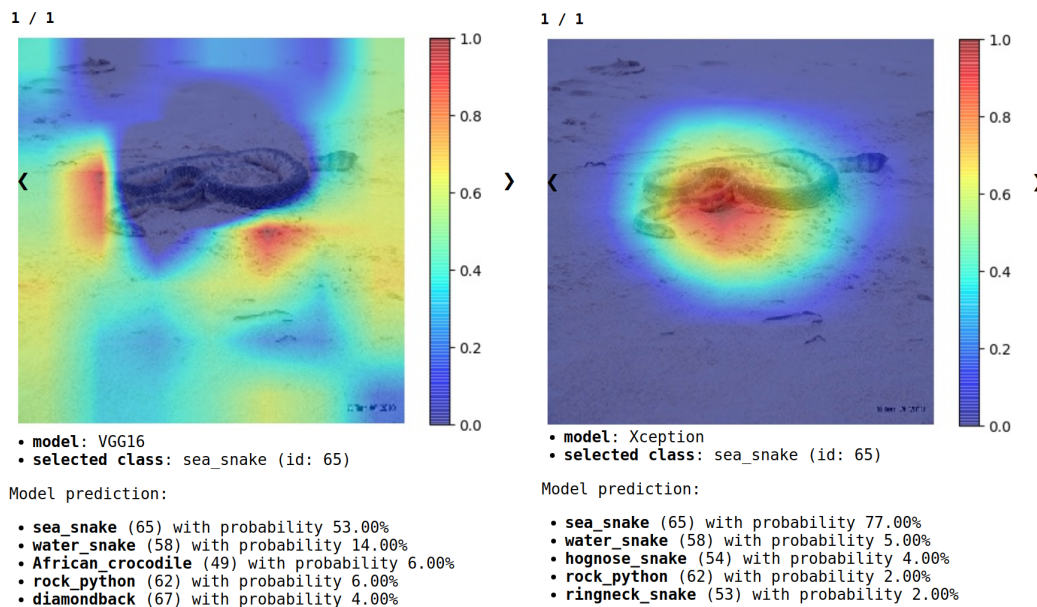 1 / 1
1.0
0.8
0.6
0.4
0.2
0.0
• model: VGG16
• selected class: sea_snake (id: 65)
Model prediction:
• sea_snake (65) with probability 53.00%
• water_snake (58) with probability 14.00%
• African_crocodile (49) with probability 6.00%
• rock_python (62) with probability 6.00%
• diamondback (67) with probability 4.00%
1 / 1
1.0
0.8
0.6
0.4
0.2
0.0
• model: Xception
• selected class: sea_snake (id: 65)
Model prediction:
• sea_snake (65) with probability 77.00%
• water_snake (58) with probability 5.00%
• hognose_snake (54) with probability 4.00%
• rock_python (62) with probability 2.00%
• ringneck_snake (53) with probability 2.00%